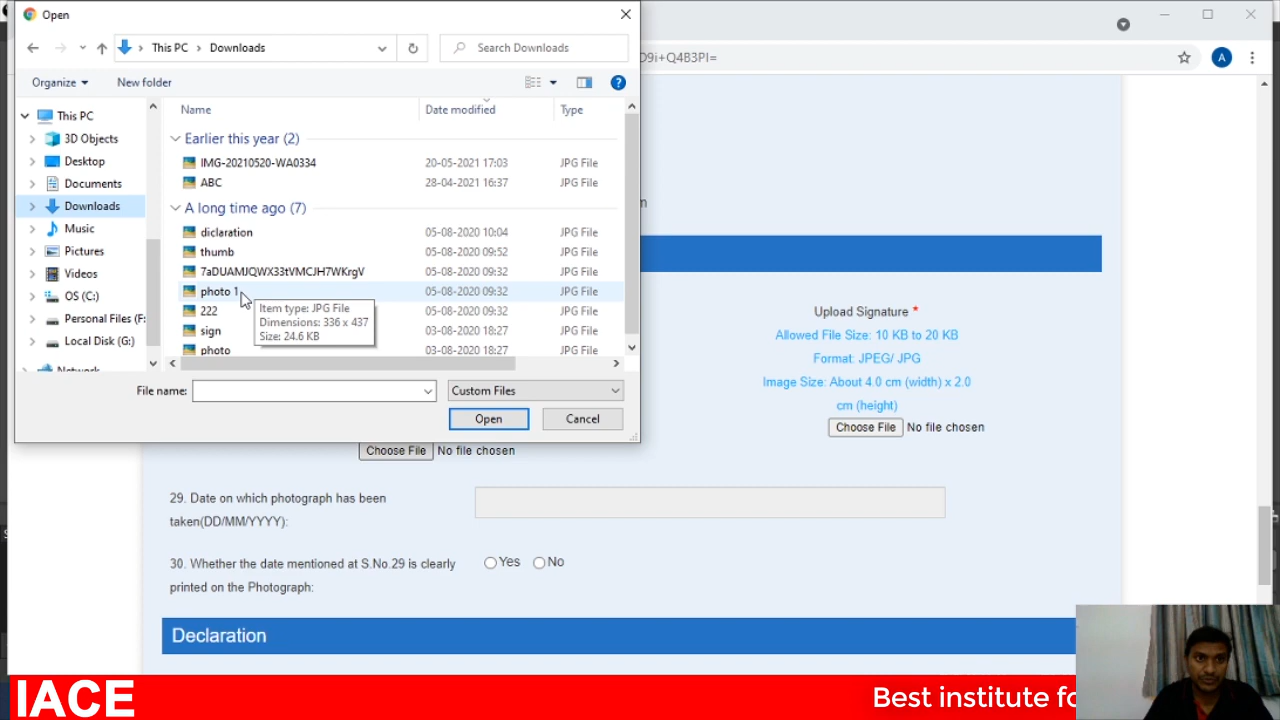 Open
This PC > Downloads
Search Downloads
Organize
New folder
This PC
3D Objects
Desktop
Documents
Downloads
Music
Pictures
Videos
OS (C:)
Personal Files (F:
Local Disk (G:)
Name
Date modified
Type
Earlier this year (2)
IMG-20210520-WA0334 20-05-2021 17:03 JPG File
ABC 28-04-2021 16:37 JPG File
A long time ago (7)
diclaration 05-08-2020 10:04 JPG File
thumb 05-08-2020 09:52 JPG File
7aDUAMJQWX33tVMCJH7WKrgV 05-08-2020 09:32 JPG File
photo 1 05-08-2020 09:32 JPG File
222 05-08-2020 09:32 JPG File
sign 03-08-2020 18:27 JPG File
photo 03-08-2020 18:27 JPG File
Item type: JPG File
Dimensions: 336 x 437
Size: 24.6 KB
File name:
Custom Files
Open
Cancel
D9i+Q4B3PI=
A
Upload Signature *
Allowed File Size: 10 KB to 20 KB
Format: JPEG/ JPG
Image Size: About 4.0 cm (width) x 2.0
cm (height)
Choose File No file chosen
Choose File No file chosen
29. Date on which photograph has been
taken(DD/MM/YYYY):
30. Whether the date mentioned at S.No.29 is clearly
printed on the Photograph:
Yes No
Declaration
IACE
Best institute fo